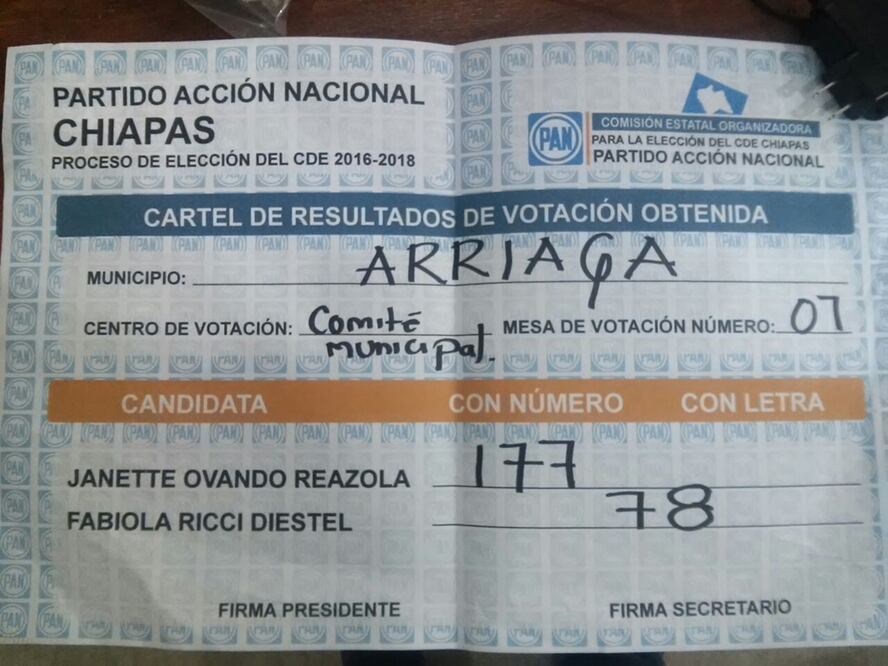 PARTIDO ACCIÓN NACIONAL
CHIAPAS
PROCESO DE ELECCIÓN DEL CDE 2016-2018
PAN
COMISIÓN ESTATAL ORGANIZADORA
PARA LA ELECCIÓN DEL CDE CHIAPAS
PARTIDO ACCIÓN NACIONAL
CARTEL DE RESULTADOS DE VOTACIÓN OBTENIDA
MUNICIPIO: ARRIAGA
CENTRO DE VOTACIÓN: Comité municipal. MESA DE VOTACIÓN NÚMERO: 07
CANDIDATA CON NÚMERO CON LETRA
JANETTE OVANDO REAZOLA 177
FABIOLA RICCI DIESTEL 78
FIRMA PRESIDENTE FIRMA SECRETARIO